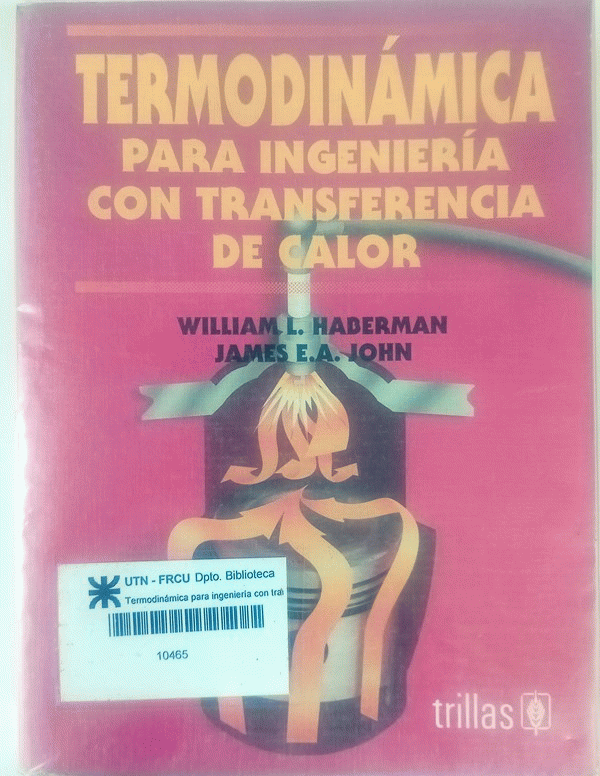 TERMODINÁMICA
PARA INGENIERÍA
CON TRANSFERENCIA
DE CALOR
WILLIAM L. HABERMAN
JAMES E.A. JOHN
UTN - FRCU Dpto. Biblioteca
Termodinámica para ingeniería con tra
10465
trillas